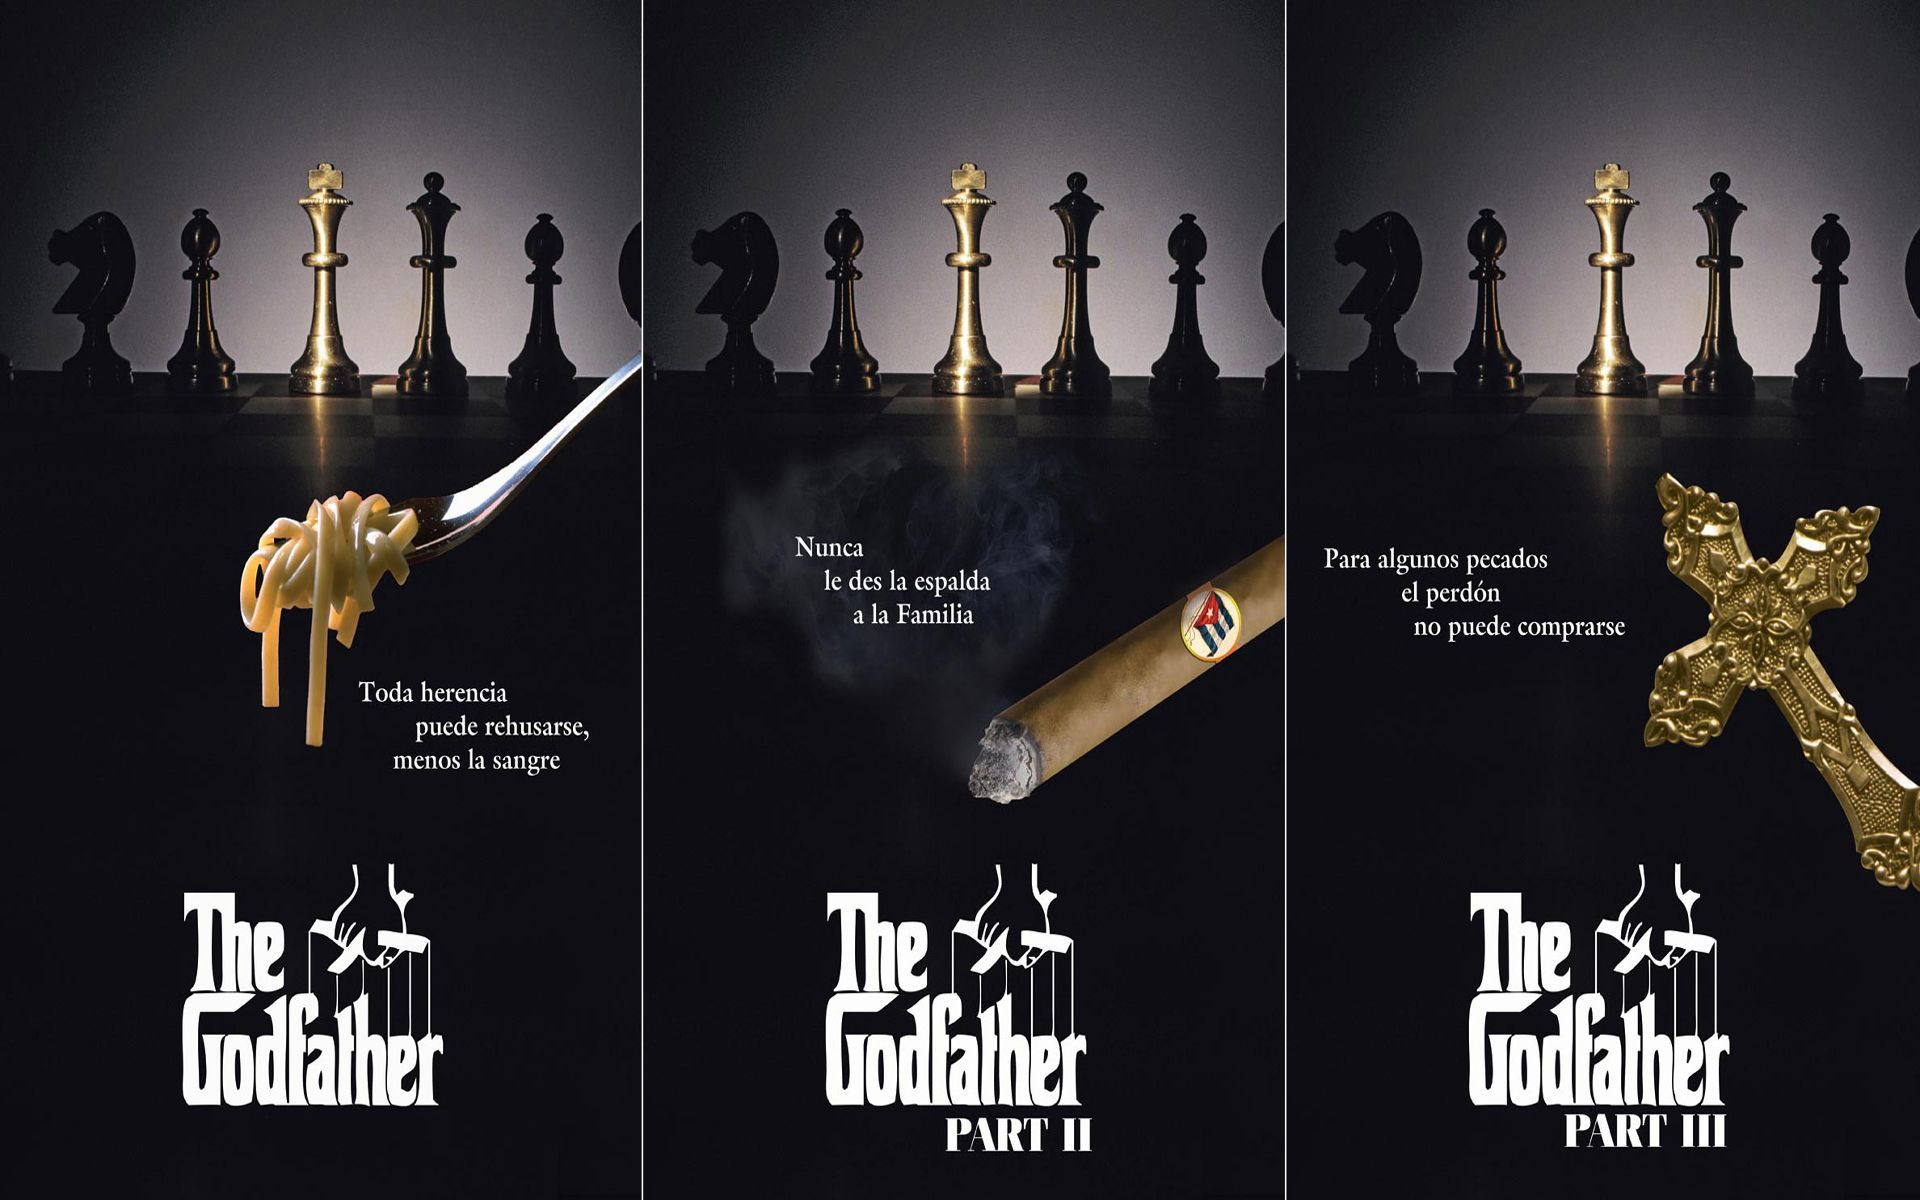 Toda herencia
puede rehusarse,
menos la sangre
The
Godfather
Nunca
le des la espalda
a la Familia
The
Godfather
PART II
Para algunos pecados
el perdón
no puede comprarse
The
Godfather
PART III